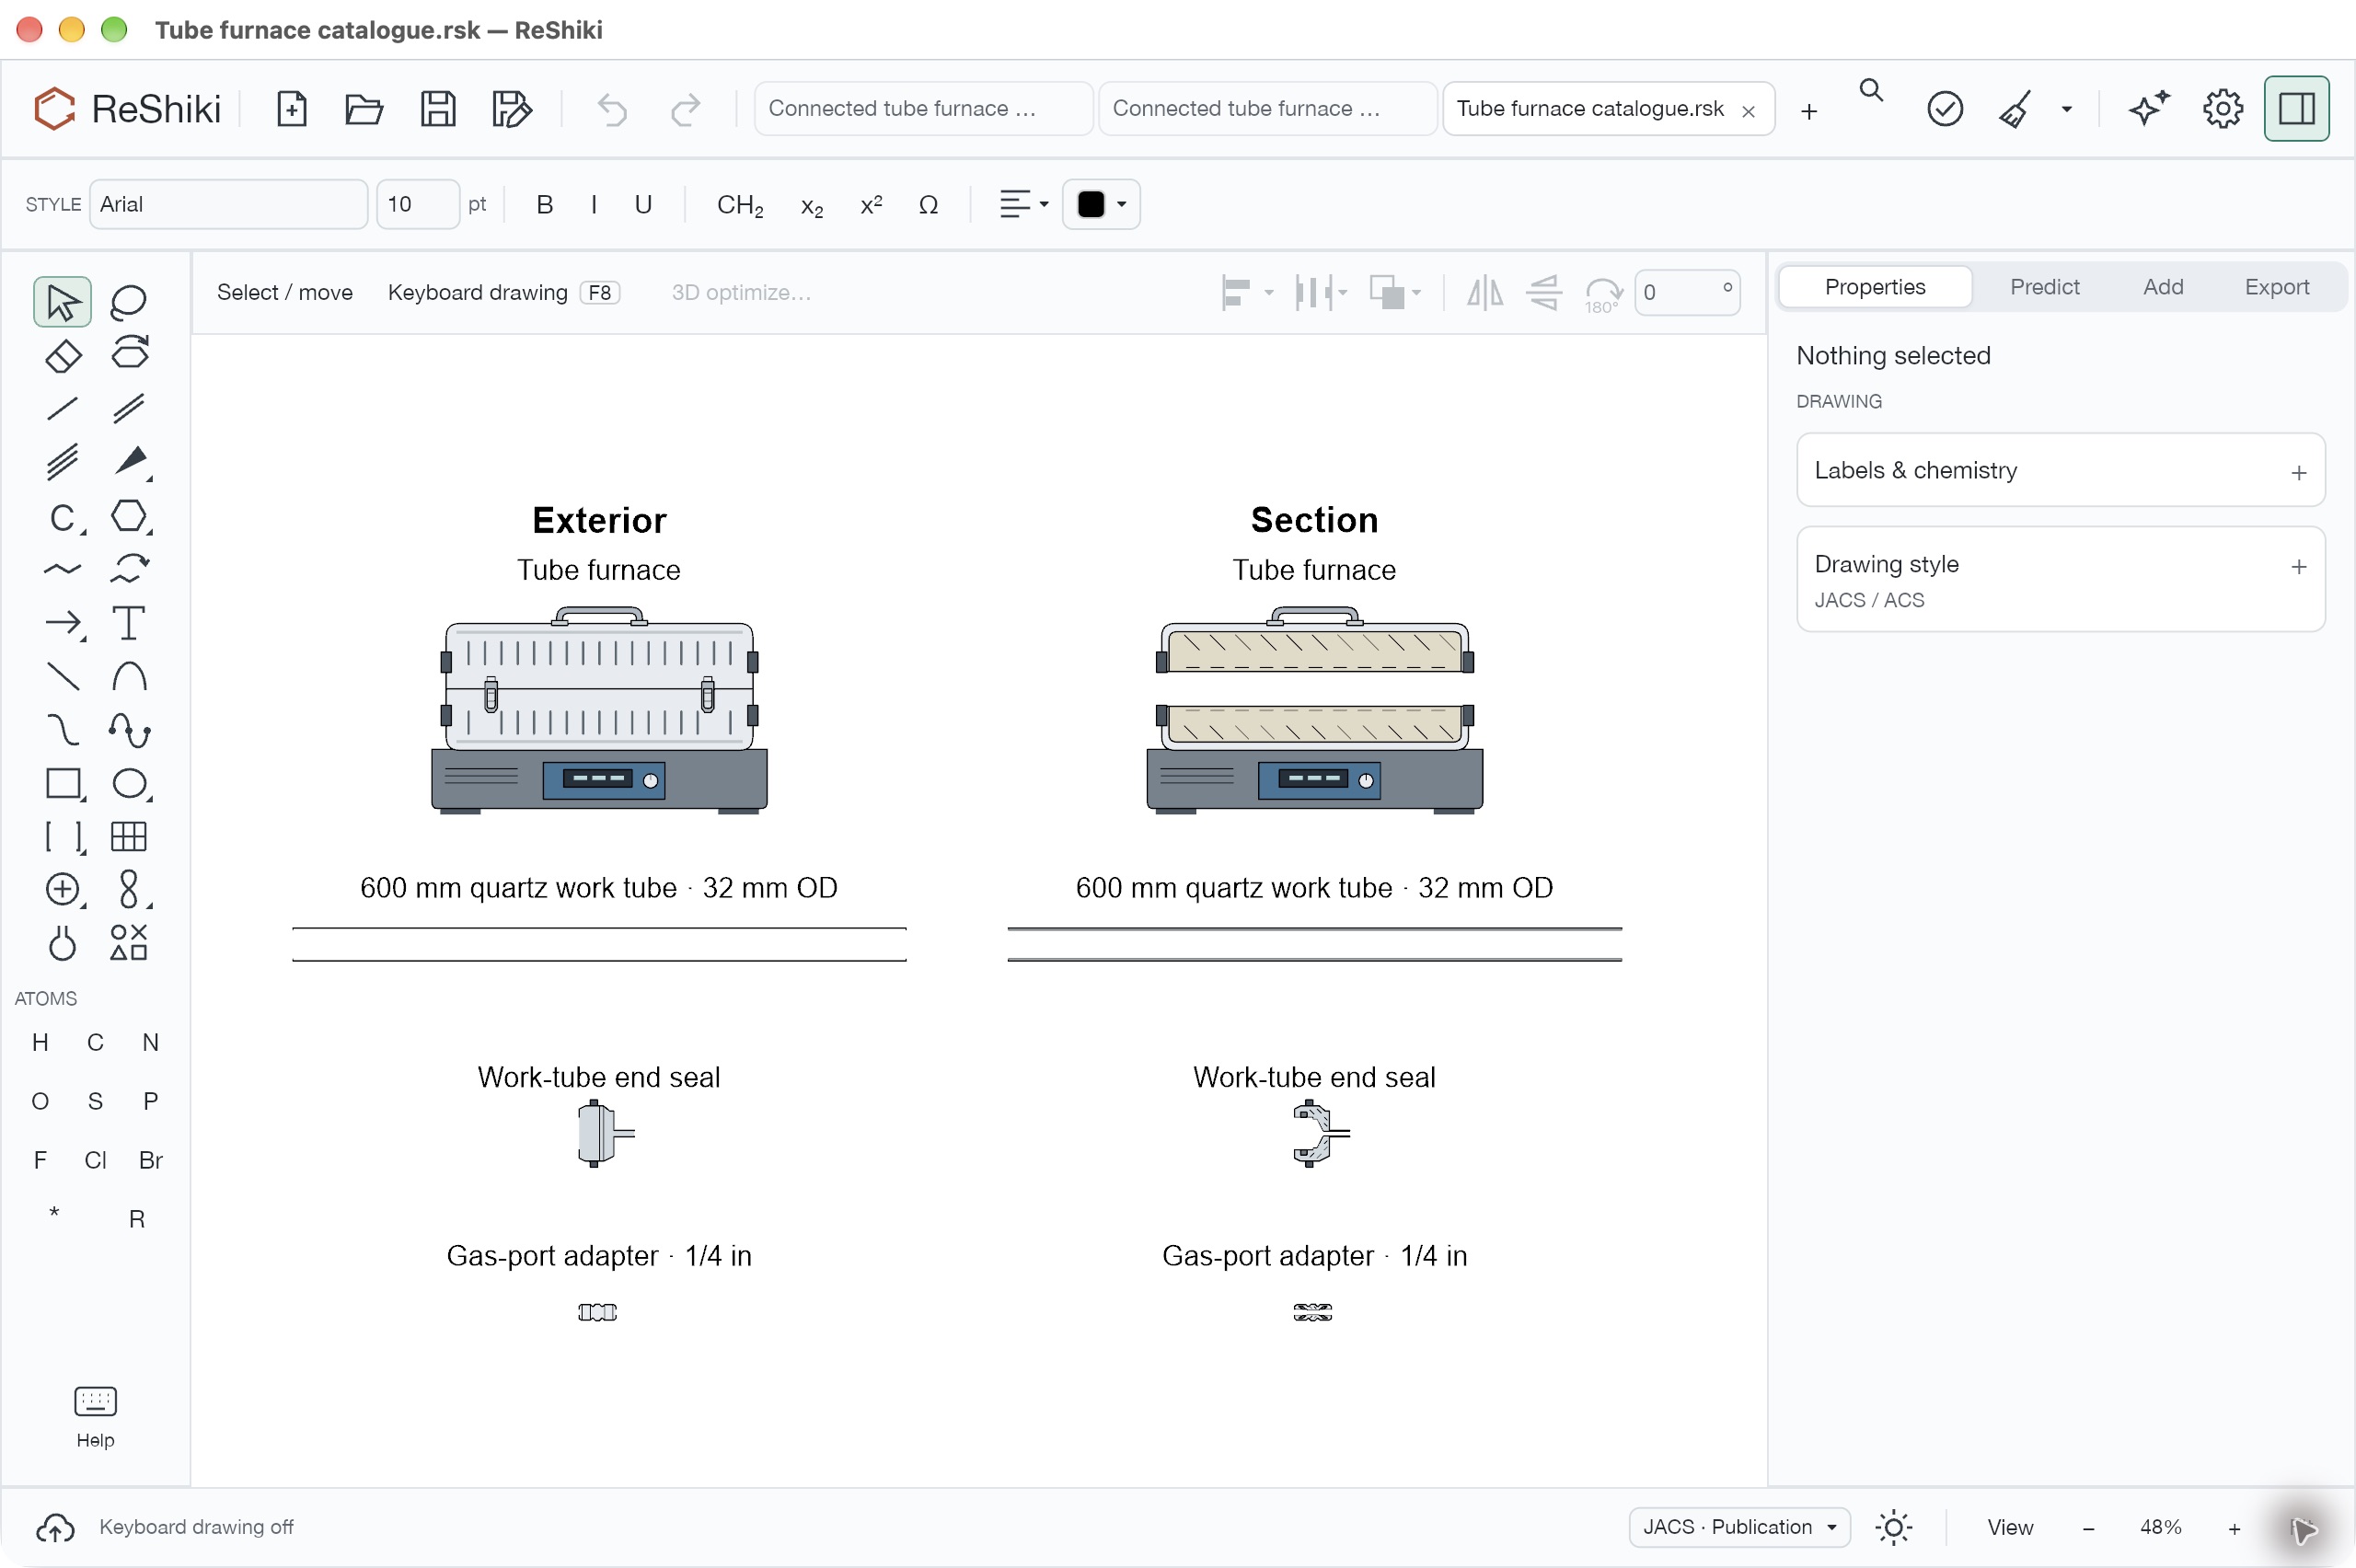 Tube furnace catalogue.rsk — ReShiki
ReShiki
Connected tube furnace ...
Connected tube furnace ...
Tube furnace catalogue.rsk
STYLE Arial 10 pt B I U CH₂ x₂ x² Ω
Select / move Keyboard drawing F8 3D optimize...
180° 0 °
Properties Predict Add Export
Nothing selected
DRAWING
Labels & chemistry +
Drawing style +
JACS / ACS
C
T
ATOMS
H C N
O S P
F Cl Br
* R
Help
Exterior
Tube furnace
600 mm quartz work tube · 32 mm OD
Work-tube end seal
Gas-port adapter · 1/4 in
Section
Tube furnace
600 mm quartz work tube · 32 mm OD
Work-tube end seal
Gas-port adapter · 1/4 in
Keyboard drawing off
JACS · Publication
View − 48% +